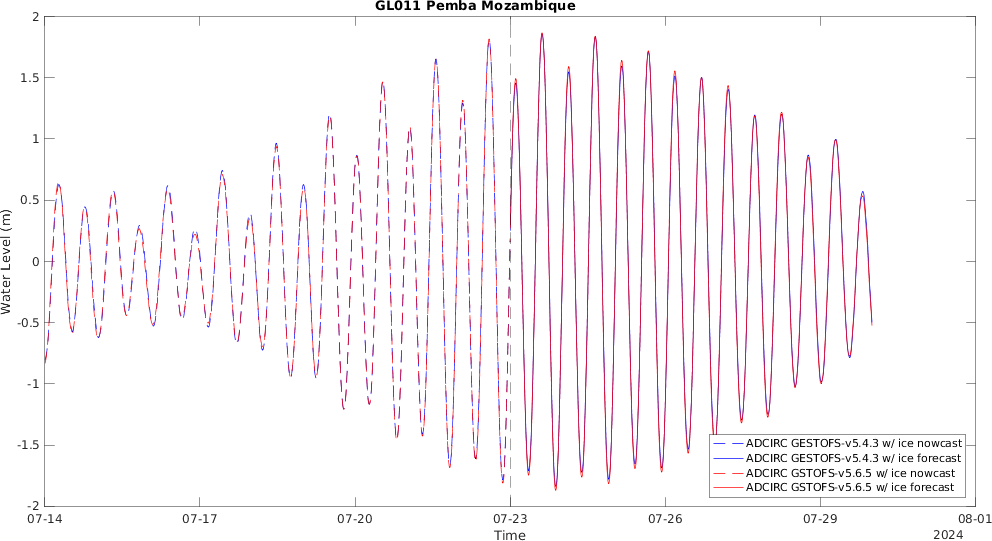 GL011 Pemba Mozambique
Water Level (m)
2
1.5
1
0.5
0
-0.5
-1
-1.5
-2
ADCIRC GESTOFS-v5.4.3 w/ ice nowcast
ADCIRC GESTOFS-v5.4.3 w/ ice forecast
ADCIRC GSTOFS-v5.6.5 w/ ice nowcast
ADCIRC GSTOFS-v5.6.5 w/ ice forecast
07-14 07-17 07-20 07-23 07-26 07-29 08-01
Time
2024